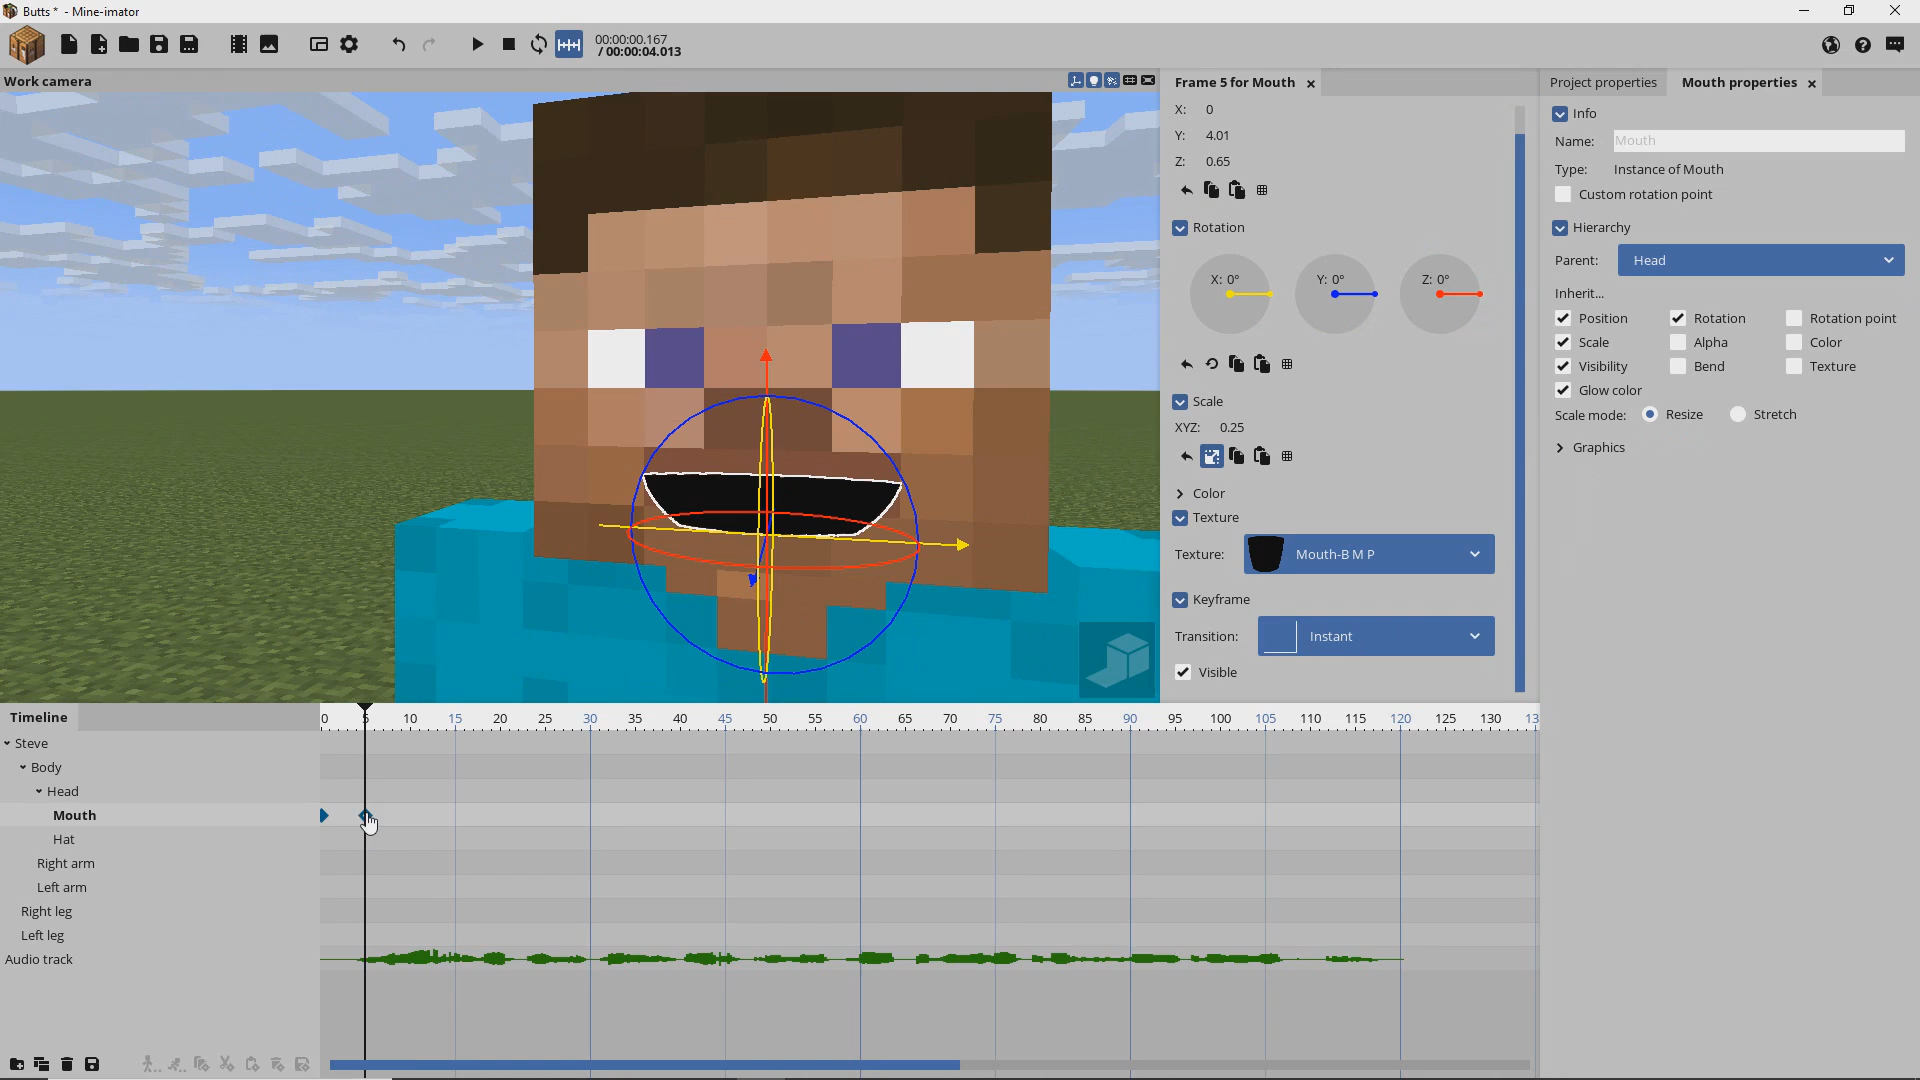 Butts * - Mine-imator
00:00:00.167
/ 00:00:04.013
Work camera
Frame 5 for Mouth
X: 0
Y: 4.01
Z: 0.65
Rotation
X: 0° Y: 0° Z: 0°
Scale
XYZ: 0.25
Color
Texture
Texture: Mouth-B M P
Keyframe
Transition: Instant
Visible
Project properties Mouth properties
Info
Name: Mouth
Type: Instance of Mouth
Custom rotation point
Hierarchy
Parent: Head
Inherit...
Position Rotation Rotation point
Scale Alpha Color
Visibility Bend Texture
Glow color
Scale mode: Resize Stretch
Graphics
Timeline
0 5 10 15 20 25 30 35 40 45 50 55 60 65 70 75 80 85 90 95 100 105 110 115 120 125 130 13
Steve
Body
Head
Mouth
Hat
Right arm
Left arm
Right leg
Left leg
Audio track